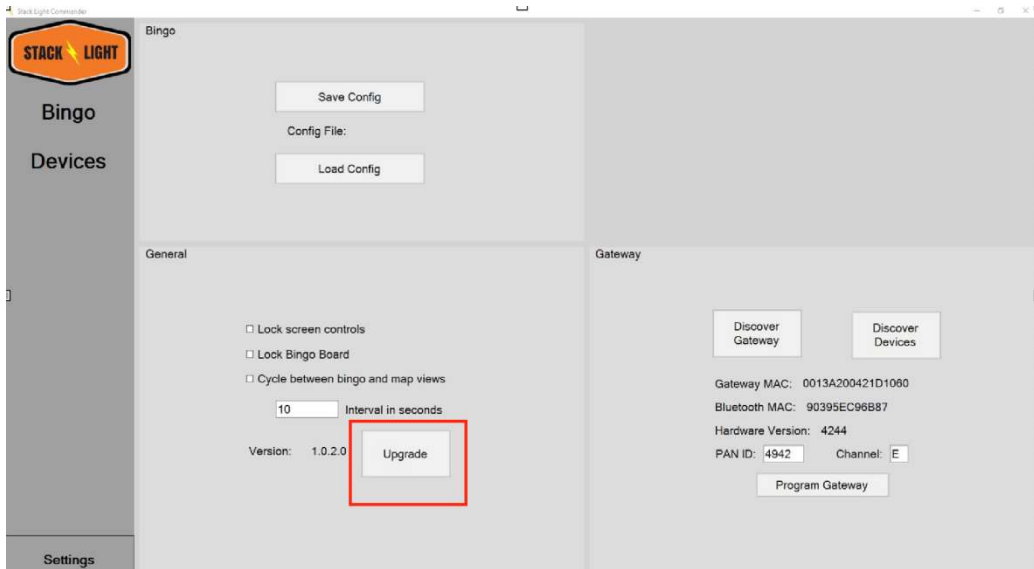 Stack Light Commander
STACK LIGHT
Bingo
Devices
Settings
Bingo
Save Config
Config File:
Load Config
General
Lock screen controls
Lock Bingo Board
Cycle between bingo and map views
10 Interval in seconds
Version: 1.0.2.0 Upgrade
Gateway
Discover
Gateway
Discover
Devices
Gateway MAC: 0013A200421D1060
Bluetooth MAC: 90395EC96B87
Hardware Version: 4244
PAN ID: 4942 Channel: E
Program Gateway